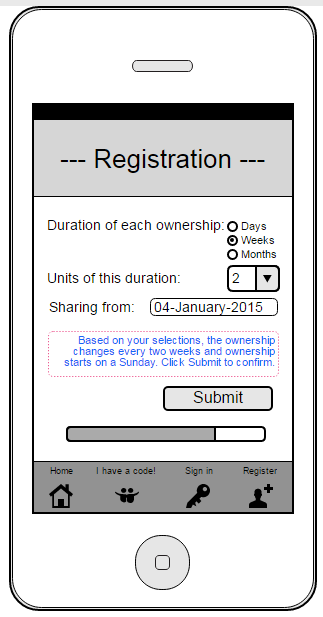 --- Registration ---
Duration of each ownership:
Days
Weeks
Months
Units of this duration:
2
Sharing from:
04-January-2015
Based on your selections, the ownership
changes every two weeks and ownership
starts on a Sunday. Click Submit to confirm.
Submit
Home I have a code! Sign in Register